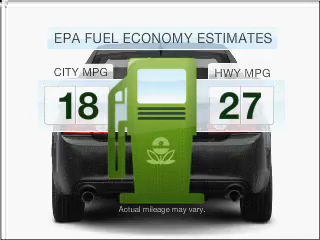 EPA FUEL ECONOMY ESTIMATES
CITY MPG
HWY MPG
18
27
Actual mileage may vary.